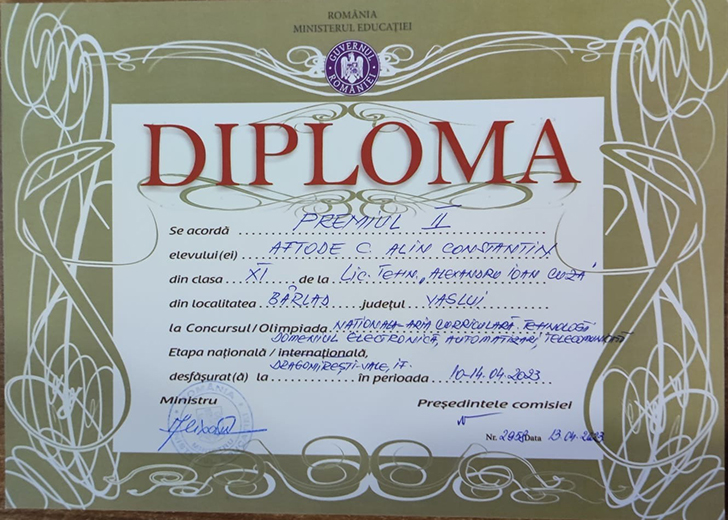 ROMÂNIA
MINISTERUL EDUCAȚIEI
GUVERNUL ROMÂNIEI
DIPLOMA
Se acordă PREMIUL II
elevului(ei) AFTODE C. ALIN CONSTANTIN
din clasa XI de la LIC. TEHN. „ALEXANDRU IOAN CUZA"
din localitatea BÂRLAD județul VASLUI
la Concursul/Olimpiada NAȚIONALĂ - ARIA CURRICULARĂ TEHNOLOGII
DOMENIUL ELECTRONICĂ, AUTOMATIZĂRI, TELECOMUNICAȚII
Etapa națională / internațională,
DRAGOMIREȘTI-VALE, IF.
desfășurat(ă) la în perioada 10-14.04.2023
Ministru Președintele comisiei
Nr. 2958 Data 13.04.2023